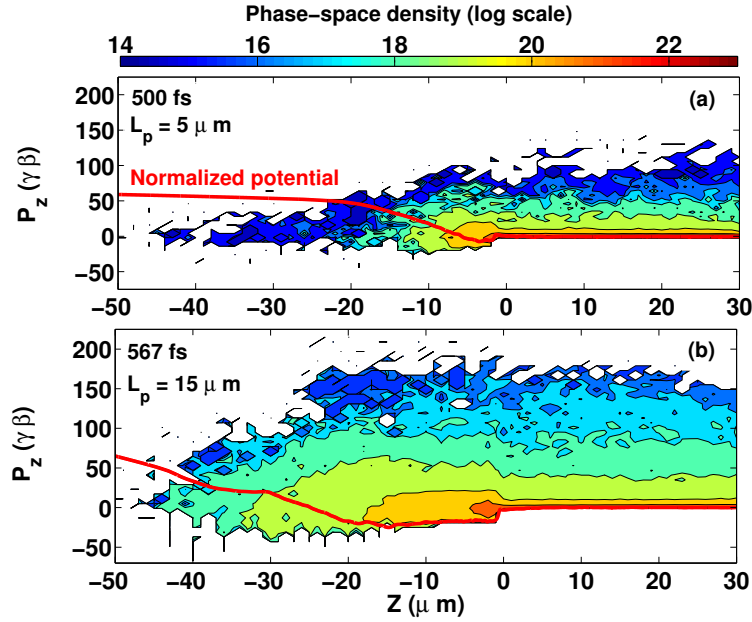 Phase−space density (log scale)
14 16 18 20 22
500 fs
(a)
L_p = 5 μ m
Normalized potential
P_z (γ β)
200
150
100
50
0
−50
−50 −40 −30 −20 −10 0 10 20 30
567 fs
(b)
L_p = 15 μ m
P_z (γ β)
200
150
100
50
0
−50
−50 −40 −30 −20 −10 0 10 20 30
Z (μ m)